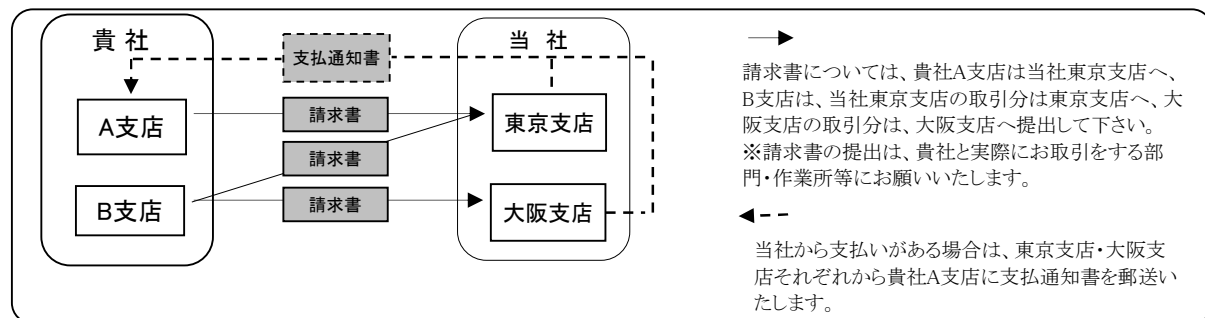 貴 社
支払通知書
当 社
A支店
請求書
東京支店
請求書
B支店
請求書
大阪支店
請求書については、貴社A支店は当社東京支店へ、
B支店は、当社東京支店の取引分は東京支店へ、大
阪支店の取引分は、大阪支店へ提出して下さい。
※請求書の提出は、貴社と実際にお取引をする部
門・作業所等にお願いいたします。
当社から支払いがある場合は、東京支店・大阪支
店それぞれから貴社A支店に支払通知書を郵送い
たします。